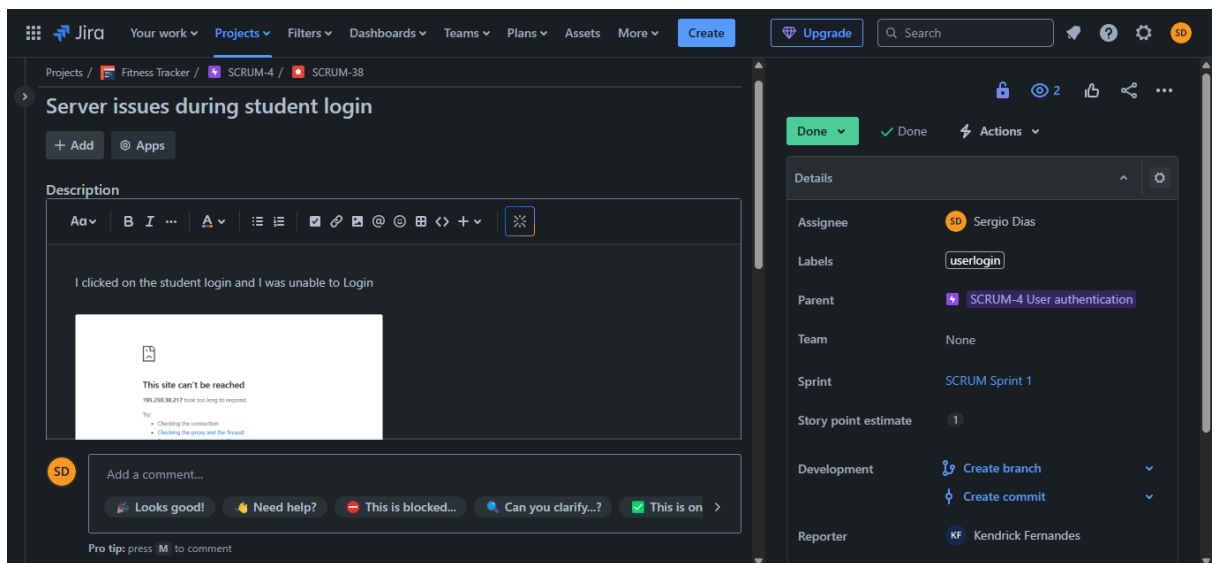 Jira Your work Projects Filters Dashboards Teams Plans Assets More Create Upgrade Search SD
Projects / Fitness Tracker / SCRUM-4 / SCRUM-38
Server issues during student login
+ Add Apps
Description
Aa B I ... A @ <> +
I clicked on the student login and I was unable to Login
This site can't be reached
195.250.30.217 took too long to respond.
Try:
• Checking the connection
• Checking the proxy and the firewall
SD
Add a comment...
Looks good! Need help? This is blocked... Can you clarify...? This is on
Pro tip: press M to comment
2
Done Done Actions
Details
Assignee SD Sergio Dias
Labels userlogin
Parent SCRUM-4 User authentication
Team None
Sprint SCRUM Sprint 1
Story point estimate 1
Development Create branch
Create commit
Reporter KF Kendrick Fernandes